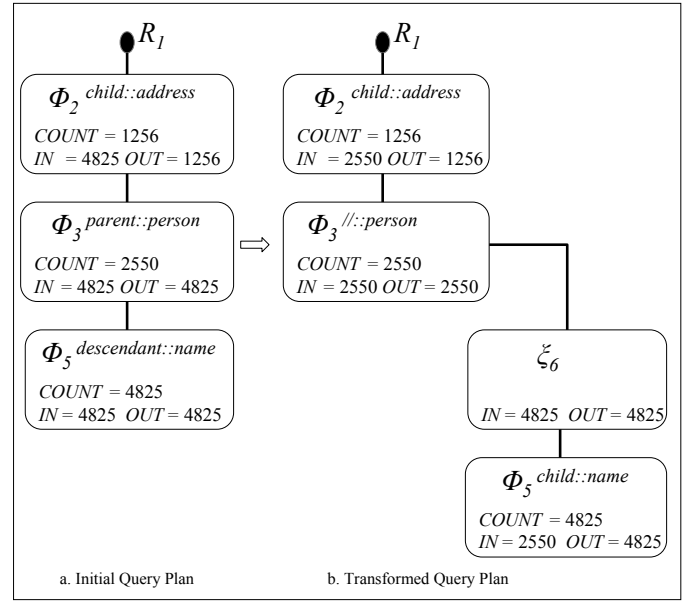 R1
Φ2 child::address
COUNT = 1256
IN = 4825 OUT = 1256
Φ3 parent::person
COUNT = 2550
IN = 4825 OUT = 4825
Φ5 descendant::name
COUNT = 4825
IN = 4825 OUT = 4825
a. Initial Query Plan
⇨
R1
Φ2 child::address
COUNT = 1256
IN = 2550 OUT = 1256
Φ3 //::person
COUNT = 2550
IN = 2550 OUT = 2550
ξ6
IN = 4825 OUT = 4825
Φ5 child::name
COUNT = 4825
IN = 2550 OUT = 4825
b. Transformed Query Plan